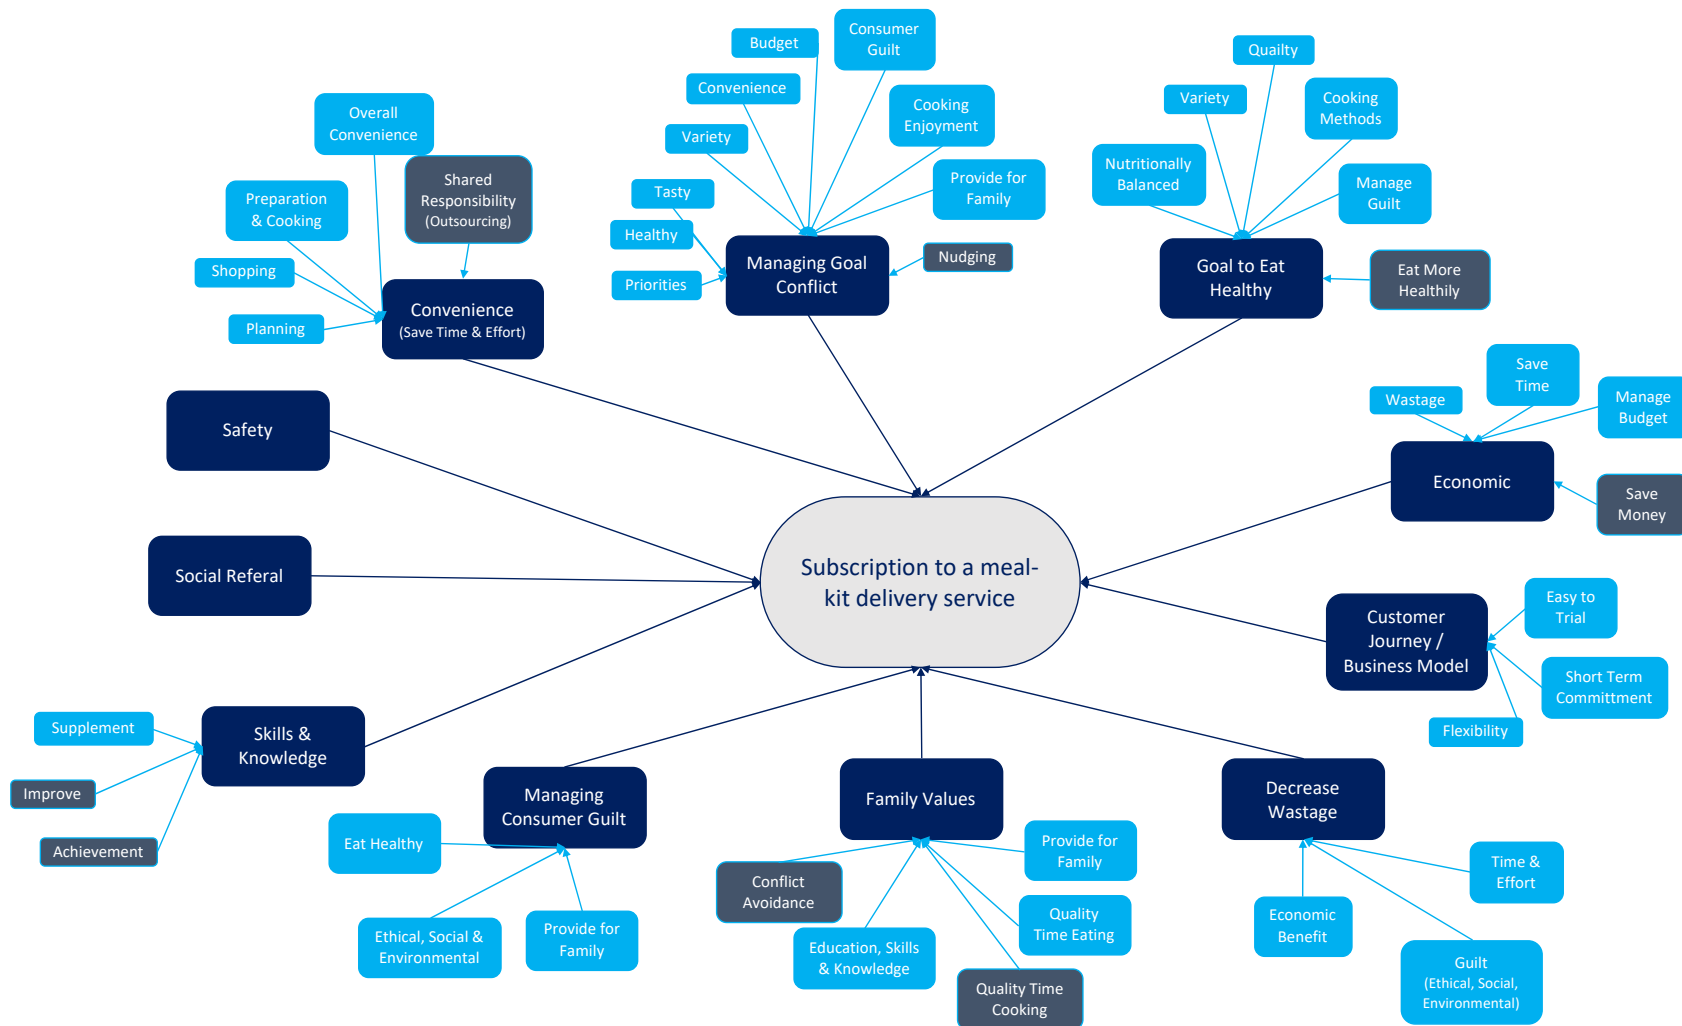 Budget
Consumer
Guilt
Quailty
Convenience
Variety
Cooking
Enjoyment
Variety
Cooking
Methods
Overall
Convenience
Shared
Responsibility
(Outsourcing)
Preparation
& Cooking
Tasty
Provide for
Family
Nutritionally
Balanced
Manage
Guilt
Healthy
Shopping
Priorities
Managing Goal
Conflict
Nudging
Goal to Eat
Healthy
Eat More
Healthily
Planning
Convenience
(Save Time & Effort)
Save
Time
Wastage
Manage
Budget
Safety
Economic
Save
Money
Social Referal
Subscription to a meal-
kit delivery service
Customer
Journey /
Business Model
Easy to
Trial
Short Term
Committment
Flexibility
Supplement
Skills &
Knowledge
Improve
Achievement
Managing
Consumer Guilt
Family Values
Decrease
Wastage
Eat Healthy
Ethical, Social &
Environmental
Provide for
Family
Conflict
Avoidance
Education, Skills
& Knowledge
Quality Time
Cooking
Quality
Time Eating
Provide for
Family
Economic
Benefit
Time &
Effort
Guilt
(Ethical, Social,
Environmental)